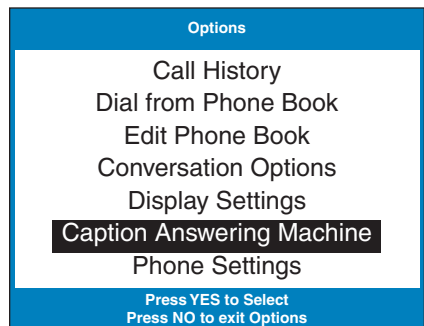 Options
Call History
Dial from Phone Book
Edit Phone Book
Conversation Options
Display Settings
Caption Answering Machine
Phone Settings
Press YES to Select
Press NO to exit Options